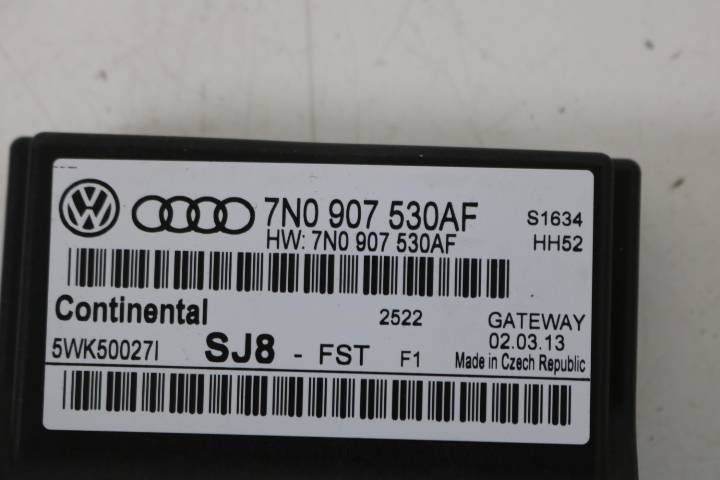 7N0 907 530AF S1634
HW: 7N0 907 530AF HH52
Continental 2522 GATEWAY
02.03.13
5WK50027I SJ8 - FST F1 Made in Czech Republic